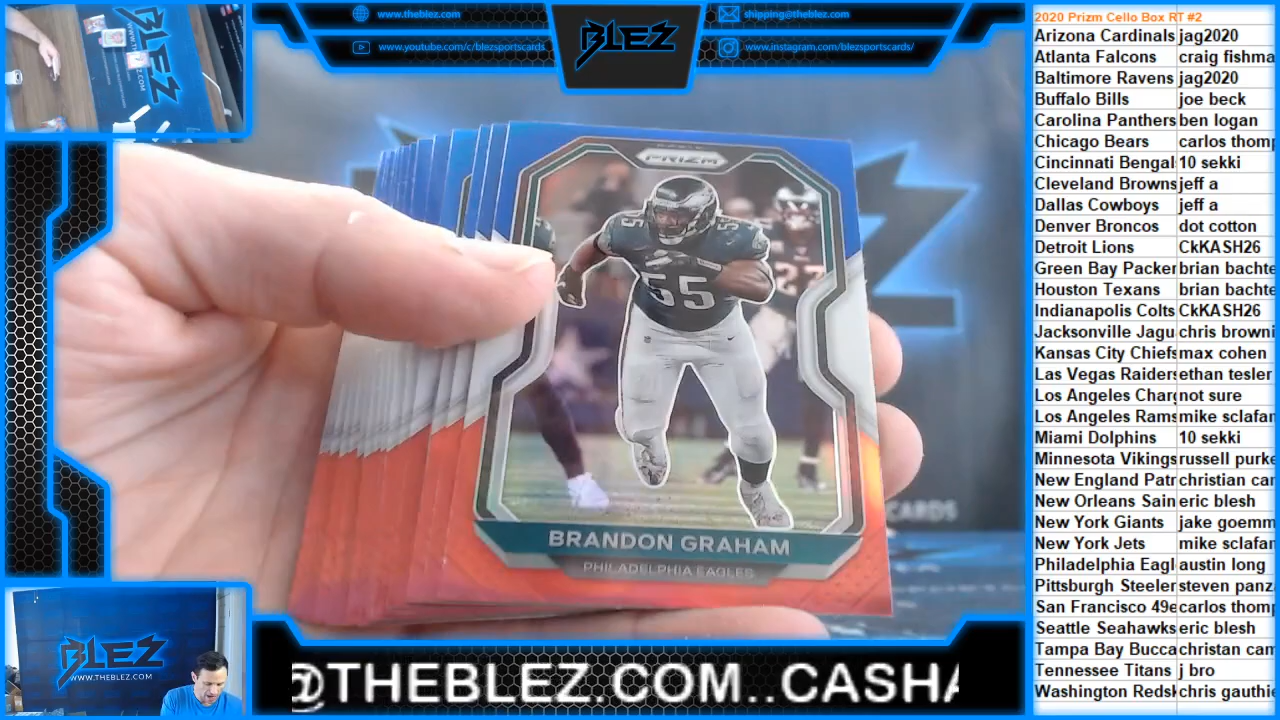 www.theblez.com
www.youtube.com/c/blezsportscards
BLEZ
shipping@theblez.com
www.instagram.com/blezsportscards/
BLEZ
PRIZM
55
55
55
27
BRANDON GRAHAM
PHILADELPHIA EAGLES
CARDS
BLEZ
WWW.THEBLEZ.COM
@THEBLEZ.COM..CASHA
2020 Prizm Cello Box RT #2
Arizona Cardinals jag2020
Atlanta Falcons craig fishma
Baltimore Ravens jag2020
Buffalo Bills joe beck
Carolina Panthers ben logan
Chicago Bears carlos thomp
Cincinnati Bengal 10 sekki
Cleveland Browns jeff a
Dallas Cowboys jeff a
Denver Broncos dot cotton
Detroit Lions CkKASH26
Green Bay Packer brian bachte
Houston Texans brian bachte
Indianapolis Colts CkKASH26
Jacksonville Jagu chris browni
Kansas City Chiefs max cohen
Las Vegas Raiders ethan tesler
Los Angeles Charg not sure
Los Angeles Rams mike sclafan
Miami Dolphins 10 sekki
Minnesota Vikings russell purke
New England Patr christian car
New Orleans Sain eric blesh
New York Giants jake goemm
New York Jets mike sclafan
Philadelphia Eagl austin long
Pittsburgh Steeler steven panz
San Francisco 49e carlos thomp
Seattle Seahawks eric blesh
Tampa Bay Bucca christan cam
Tennessee Titans j bro
Washington Redsk chris gauthie